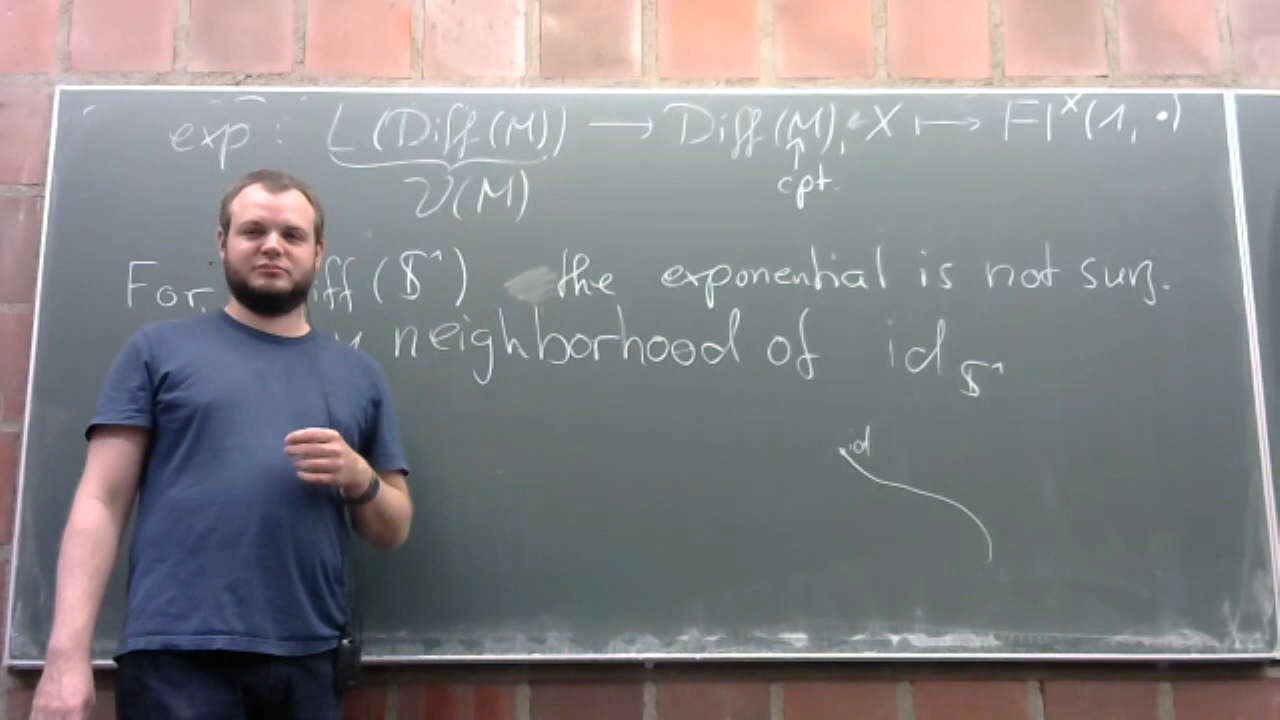 exp : L(Diff(M)) → Diff(M), X ↦ Fl^X(1, •)
𝒱(M) ↑ cpt.
For iff(𝕊¹) the exponential is not surj.
neighborhood of id_𝕊¹
id